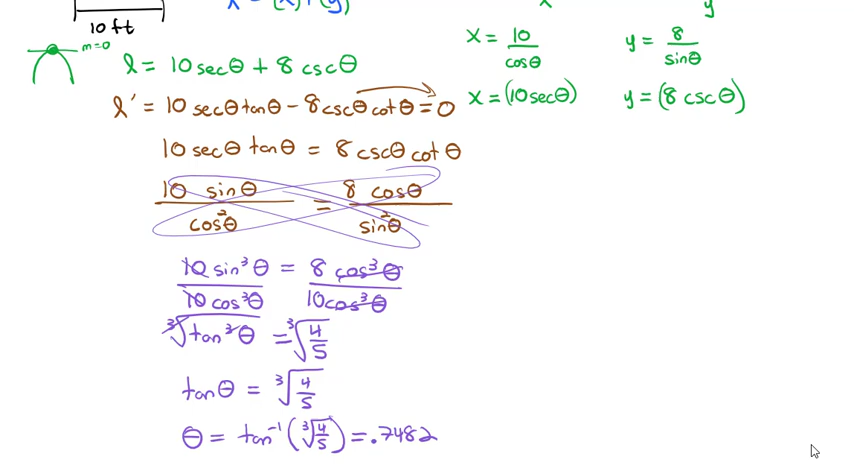 10 ft
m=0
l = 10 secθ + 8 cscθ
l' = 10 secθ tanθ - 8 cscθ cotθ = 0
10 secθ tanθ = 8 cscθ cotθ
10 sinθ / cos²θ = 8 cosθ / sin²θ
10 sin³θ / 10 cos³θ = 8 cos³θ / 10 cos³θ
∛(tan³θ) = ∛(4/5)
tanθ = ∛(4/5)
θ = tan⁻¹(∛(4/5)) = .7482
x = 10 / cosθ
y = 8 / sinθ
x = (10 secθ)
y = (8 cscθ)